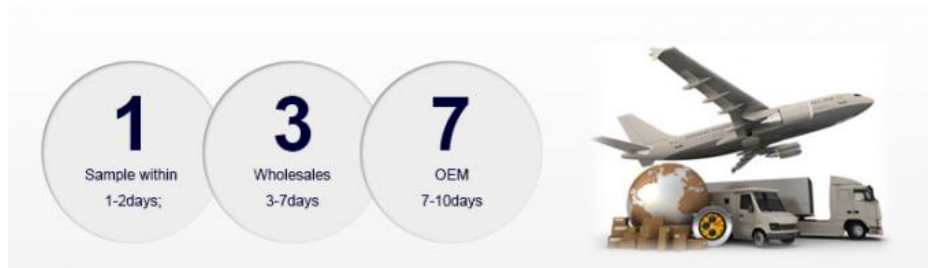 1
Sample within
1-2days;
3
Wholesales
3-7days
7
OEM
7-10days